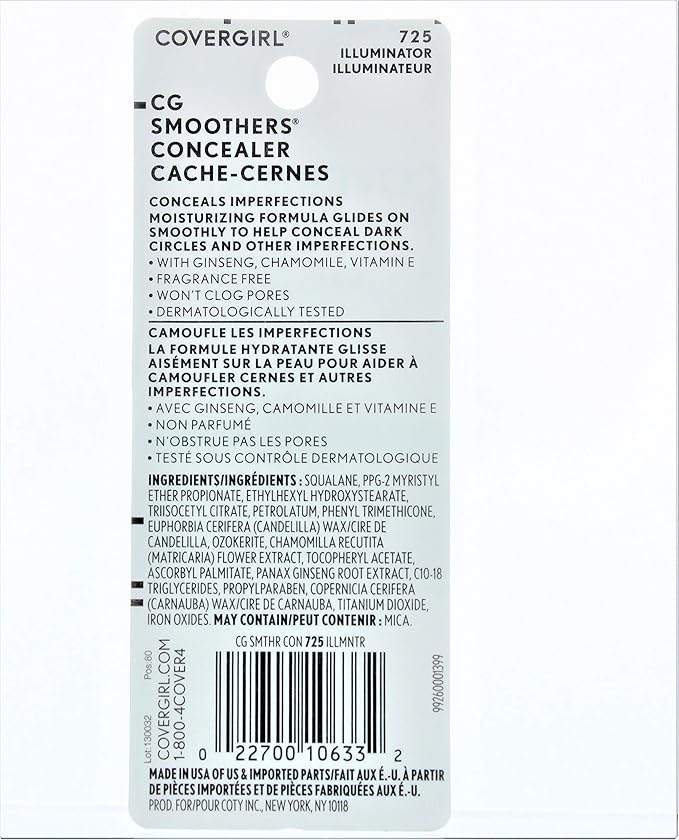 COVERGIRL®
725
ILLUMINATOR
ILLUMINATEUR
CG
SMOOTHERS®
CONCEALER
CACHE-CERNES
CONCEALS IMPERFECTIONS
MOISTURIZING FORMULA GLIDES ON
SMOOTHLY TO HELP CONCEAL DARK
CIRCLES AND OTHER IMPERFECTIONS.
• WITH GINSENG, CHAMOMILE, VITAMIN E
• FRAGRANCE FREE
• WON'T CLOG PORES
• DERMATOLOGICALLY TESTED
CAMOUFLE LES IMPERFECTIONS
LA FORMULE HYDRATANTE GLISSE
AISÉMENT SUR LA PEAU POUR AIDER À
CAMOUFLER CERNES ET AUTRES
IMPERFECTIONS.
• AVEC GINSENG, CAMOMILLE ET VITAMINE E
• NON PARFUMÉ
• N'OBSTRUE PAS LES PORES
• TESTÉ SOUS CONTRÔLE DERMATOLOGIQUE
INGREDIENTS/INGRÉDIENTS : SQUALANE, PPG-2 MYRISTYL
ETHER PROPIONATE, ETHYLHEXYL HYDROXYSTEARATE,
TRIISOCETYL CITRATE, PETROLATUM, PHENYL TRIMETHICONE,
EUPHORBIA CERIFERA (CANDELILLA) WAX/CIRE DE
CANDELILLA, OZOKERITE, CHAMOMILLA RECUTITA
(MATRICARIA) FLOWER EXTRACT, TOCOPHERYL ACETATE,
ASCORBYL PALMITATE, PANAX GINSENG ROOT EXTRACT, C10-18
TRIGLYCERIDES, PROPYLPARABEN, COPERNICIA CERIFERA
(CARNAUBA) WAX/CIRE DE CARNAUBA, TITANIUM DIOXIDE,
IRON OXIDES. MAY CONTAIN/PEUT CONTENIR : MICA.
CG SMTHR CON 725 ILLMNTR
Lot:130032 Pos:80
COVERGIRL.COM
1-800-4COVER4
0 22700 10633 2
99260001399
MADE IN USA OF US & IMPORTED PARTS/FAIT AUX É.-U. À PARTIR
DE PIÈCES IMPORTÉES ET DE PIÈCES FABRIQUÉES AUX É.-U.
PROD. FOR/POUR COTY INC., NEW YORK, NY 10118